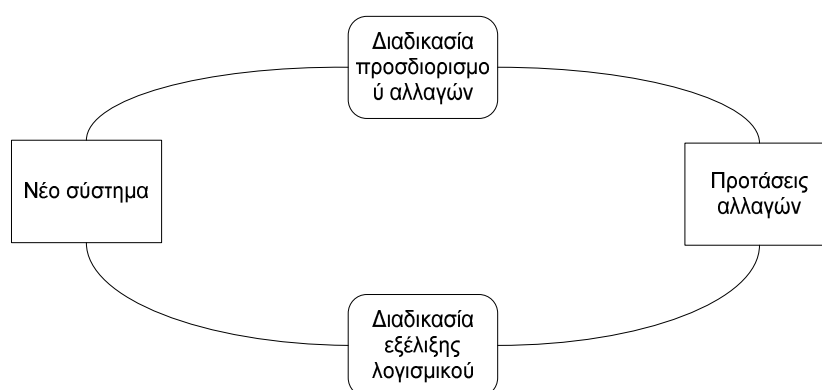 Διαδικασία
προσδιορισμο
ύ αλλαγών
Νέο σύστημα
Προτάσεις
αλλαγών
Διαδικασία
εξέλιξης
λογισμικού